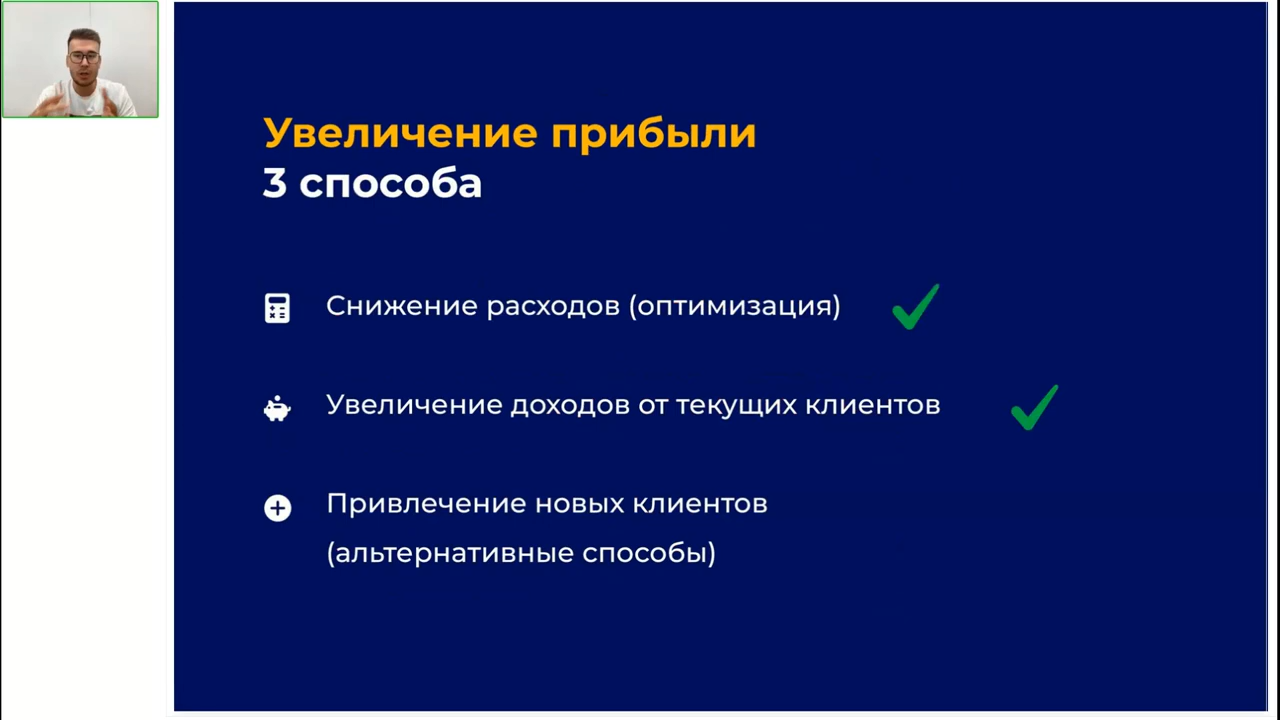 Увеличение прибыли
3 способа
Снижение расходов (оптимизация)
Увеличение доходов от текущих клиентов
Привлечение новых клиентов
(альтернативные способы)